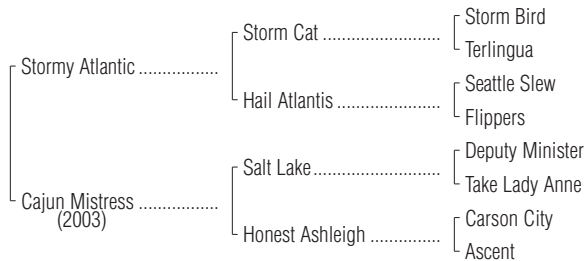 Storm Bird
Storm Cat ........................
Terlingua
Stormy Atlantic ................
Seattle Slew
Hail Atlantis .....................
Flippers
Deputy Minister
Salt Lake..........................
Take Lady Anne
Cajun Mistress ................
(2003)
Carson City
Honest Ashleigh ..............
Ascent